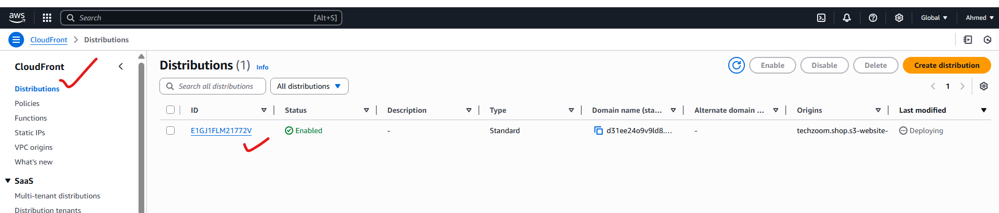 aws Search [Alt+S] Global Ahmed
CloudFront Distributions
CloudFront
Distributions
Policies
Functions
Static IPs
VPC origins
What's new
SaaS
Multi-tenant distributions
Distribution tenants
Distributions (1) Info
Enable Disable Delete Create distribution
Search all distributions All distributions 1
ID Status Description Type Domain name (sta... Alternate domain ... Origins Last modified
E1GJ1FLM21772V Enabled - Standard d31ee24o9v9ld8.... - techzoom.shop.s3-website- Deploying